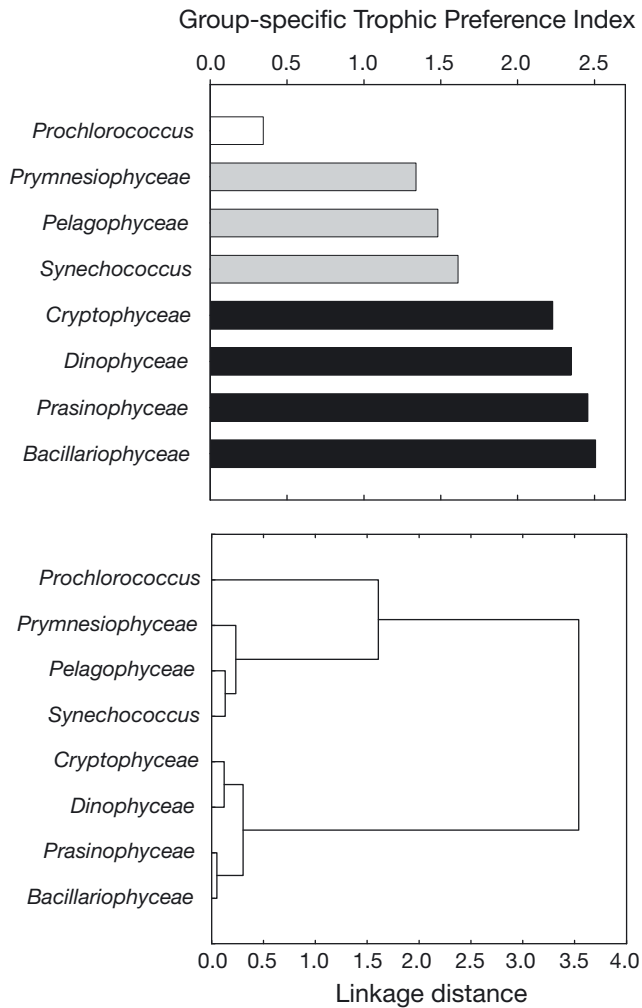 Group-specific Trophic Preference Index
0.0 0.5 1.0 1.5 2.0 2.5
Prochlorococcus
Prymnesiophyceae
Pelagophyceae
Synechococcus
Cryptophyceae
Dinophyceae
Prasinophyceae
Bacillariophyceae
Prochlorococcus
Prymnesiophyceae
Pelagophyceae
Synechococcus
Cryptophyceae
Dinophyceae
Prasinophyceae
Bacillariophyceae
0.0 0.5 1.0 1.5 2.0 2.5 3.0 3.5 4.0
Linkage distance